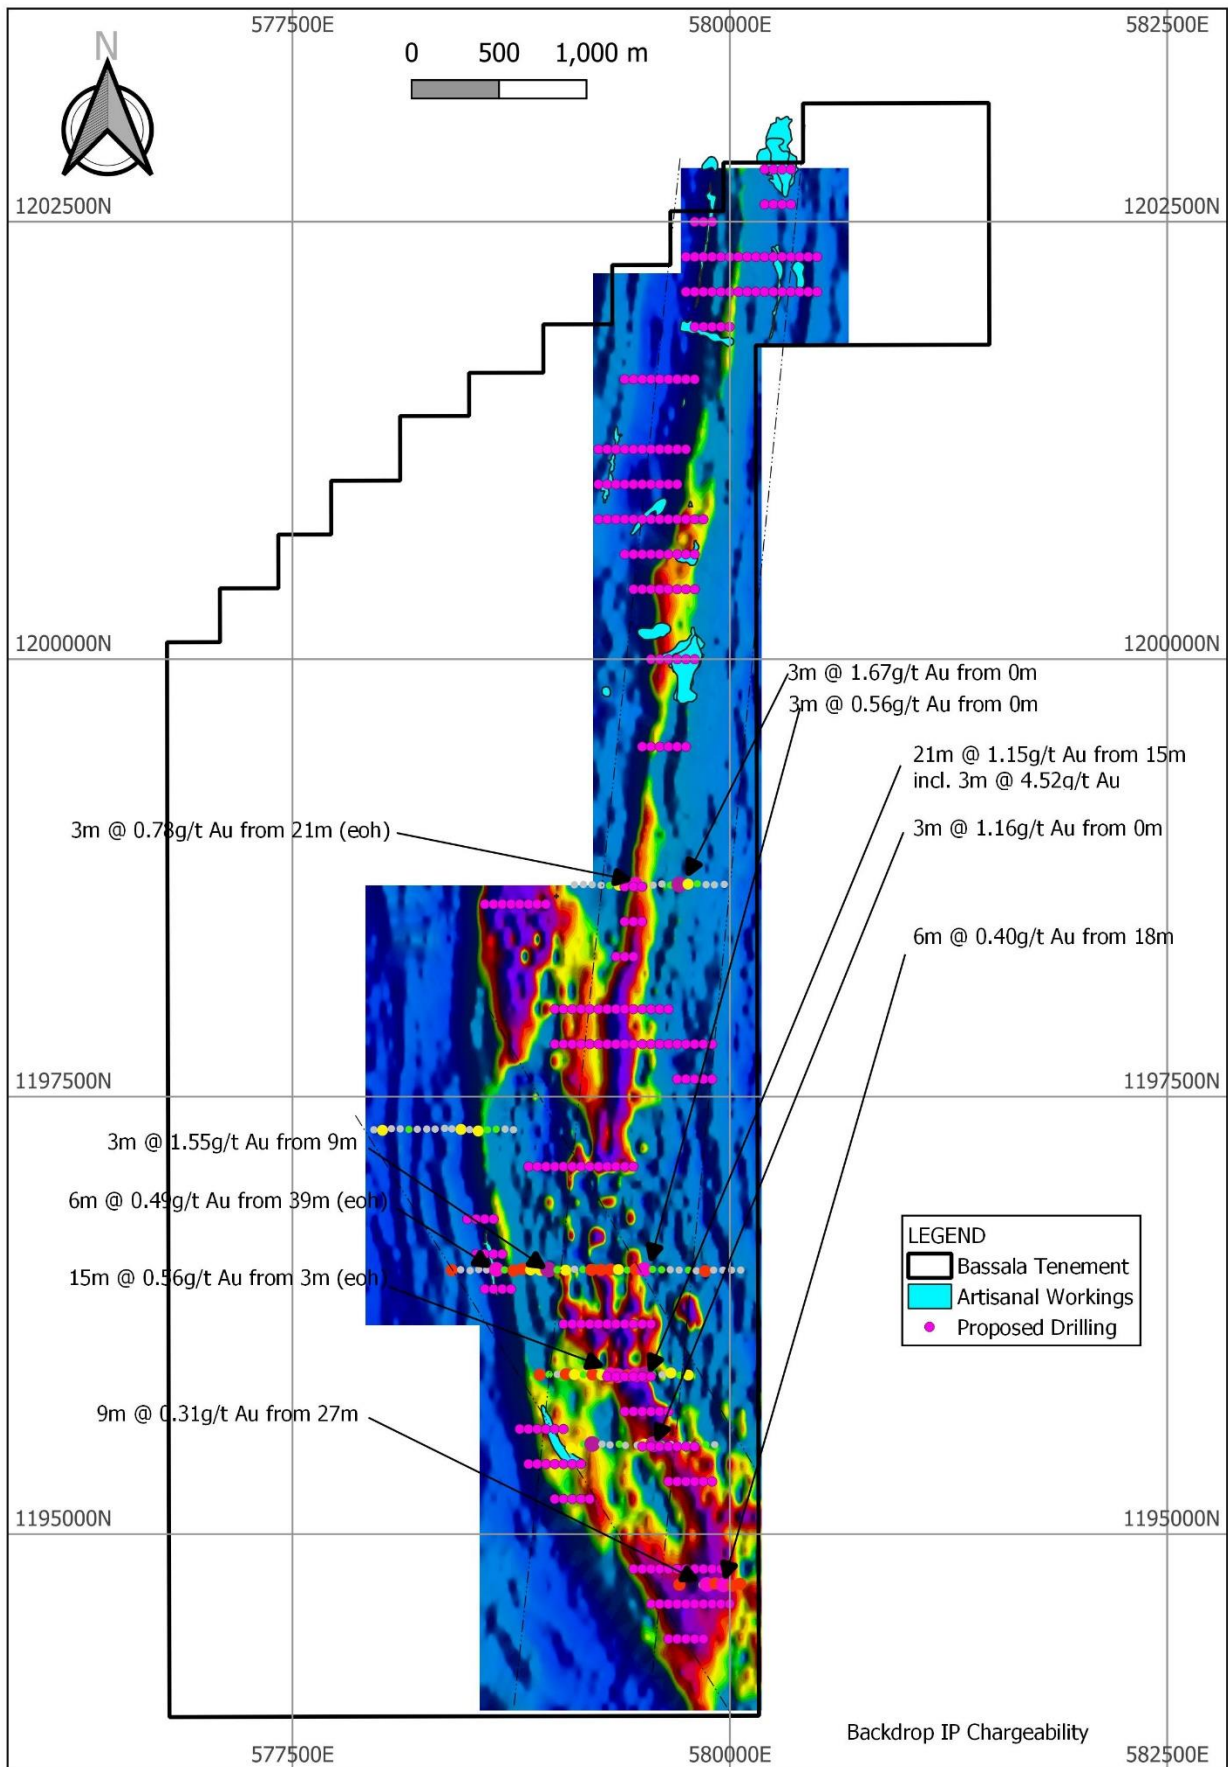 577500E
580000E
582500E
N
0 500 1,000 m
1202500N
1202500N
1200000N
1200000N
3m @ 1.67g/t Au from 0m
3m @ 0.56g/t Au from 0m
21m @ 1.15g/t Au from 15m
incl. 3m @ 4.52g/t Au
3m @ 0.78g/t Au from 21m (eoh)
3m @ 1.16g/t Au from 0m
6m @ 0.40g/t Au from 18m
1197500N
1197500N
3m @ 1.55g/t Au from 9m
6m @ 0.49g/t Au from 39m (eoh)
15m @ 0.56g/t Au from 3m (eoh)
LEGEND
Bassala Tenement
Artisanal Workings
Proposed Drilling
9m @ 0.31g/t Au from 27m
1195000N
1195000N
Backdrop IP Chargeability
577500E
580000E
582500E